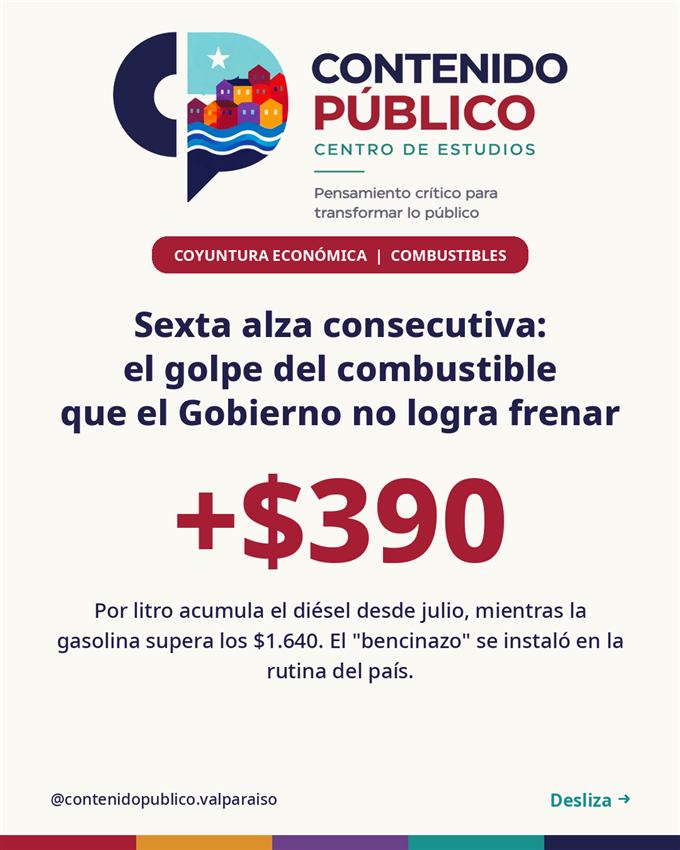 CONTENIDO
PÚBLICO
CENTRO DE ESTUDIOS
Pensamiento crítico para
transformar lo público
COYUNTURA ECONÓMICA | COMBUSTIBLES
Sexta alza consecutiva:
el golpe del combustible
que el Gobierno no logra frenar
+$390
Por litro acumula el diésel desde julio, mientras la
gasolina supera los $1.640. El "bencinazo" se instaló en la
rutina del país.
@contenidopublico.valparaiso
Desliza →